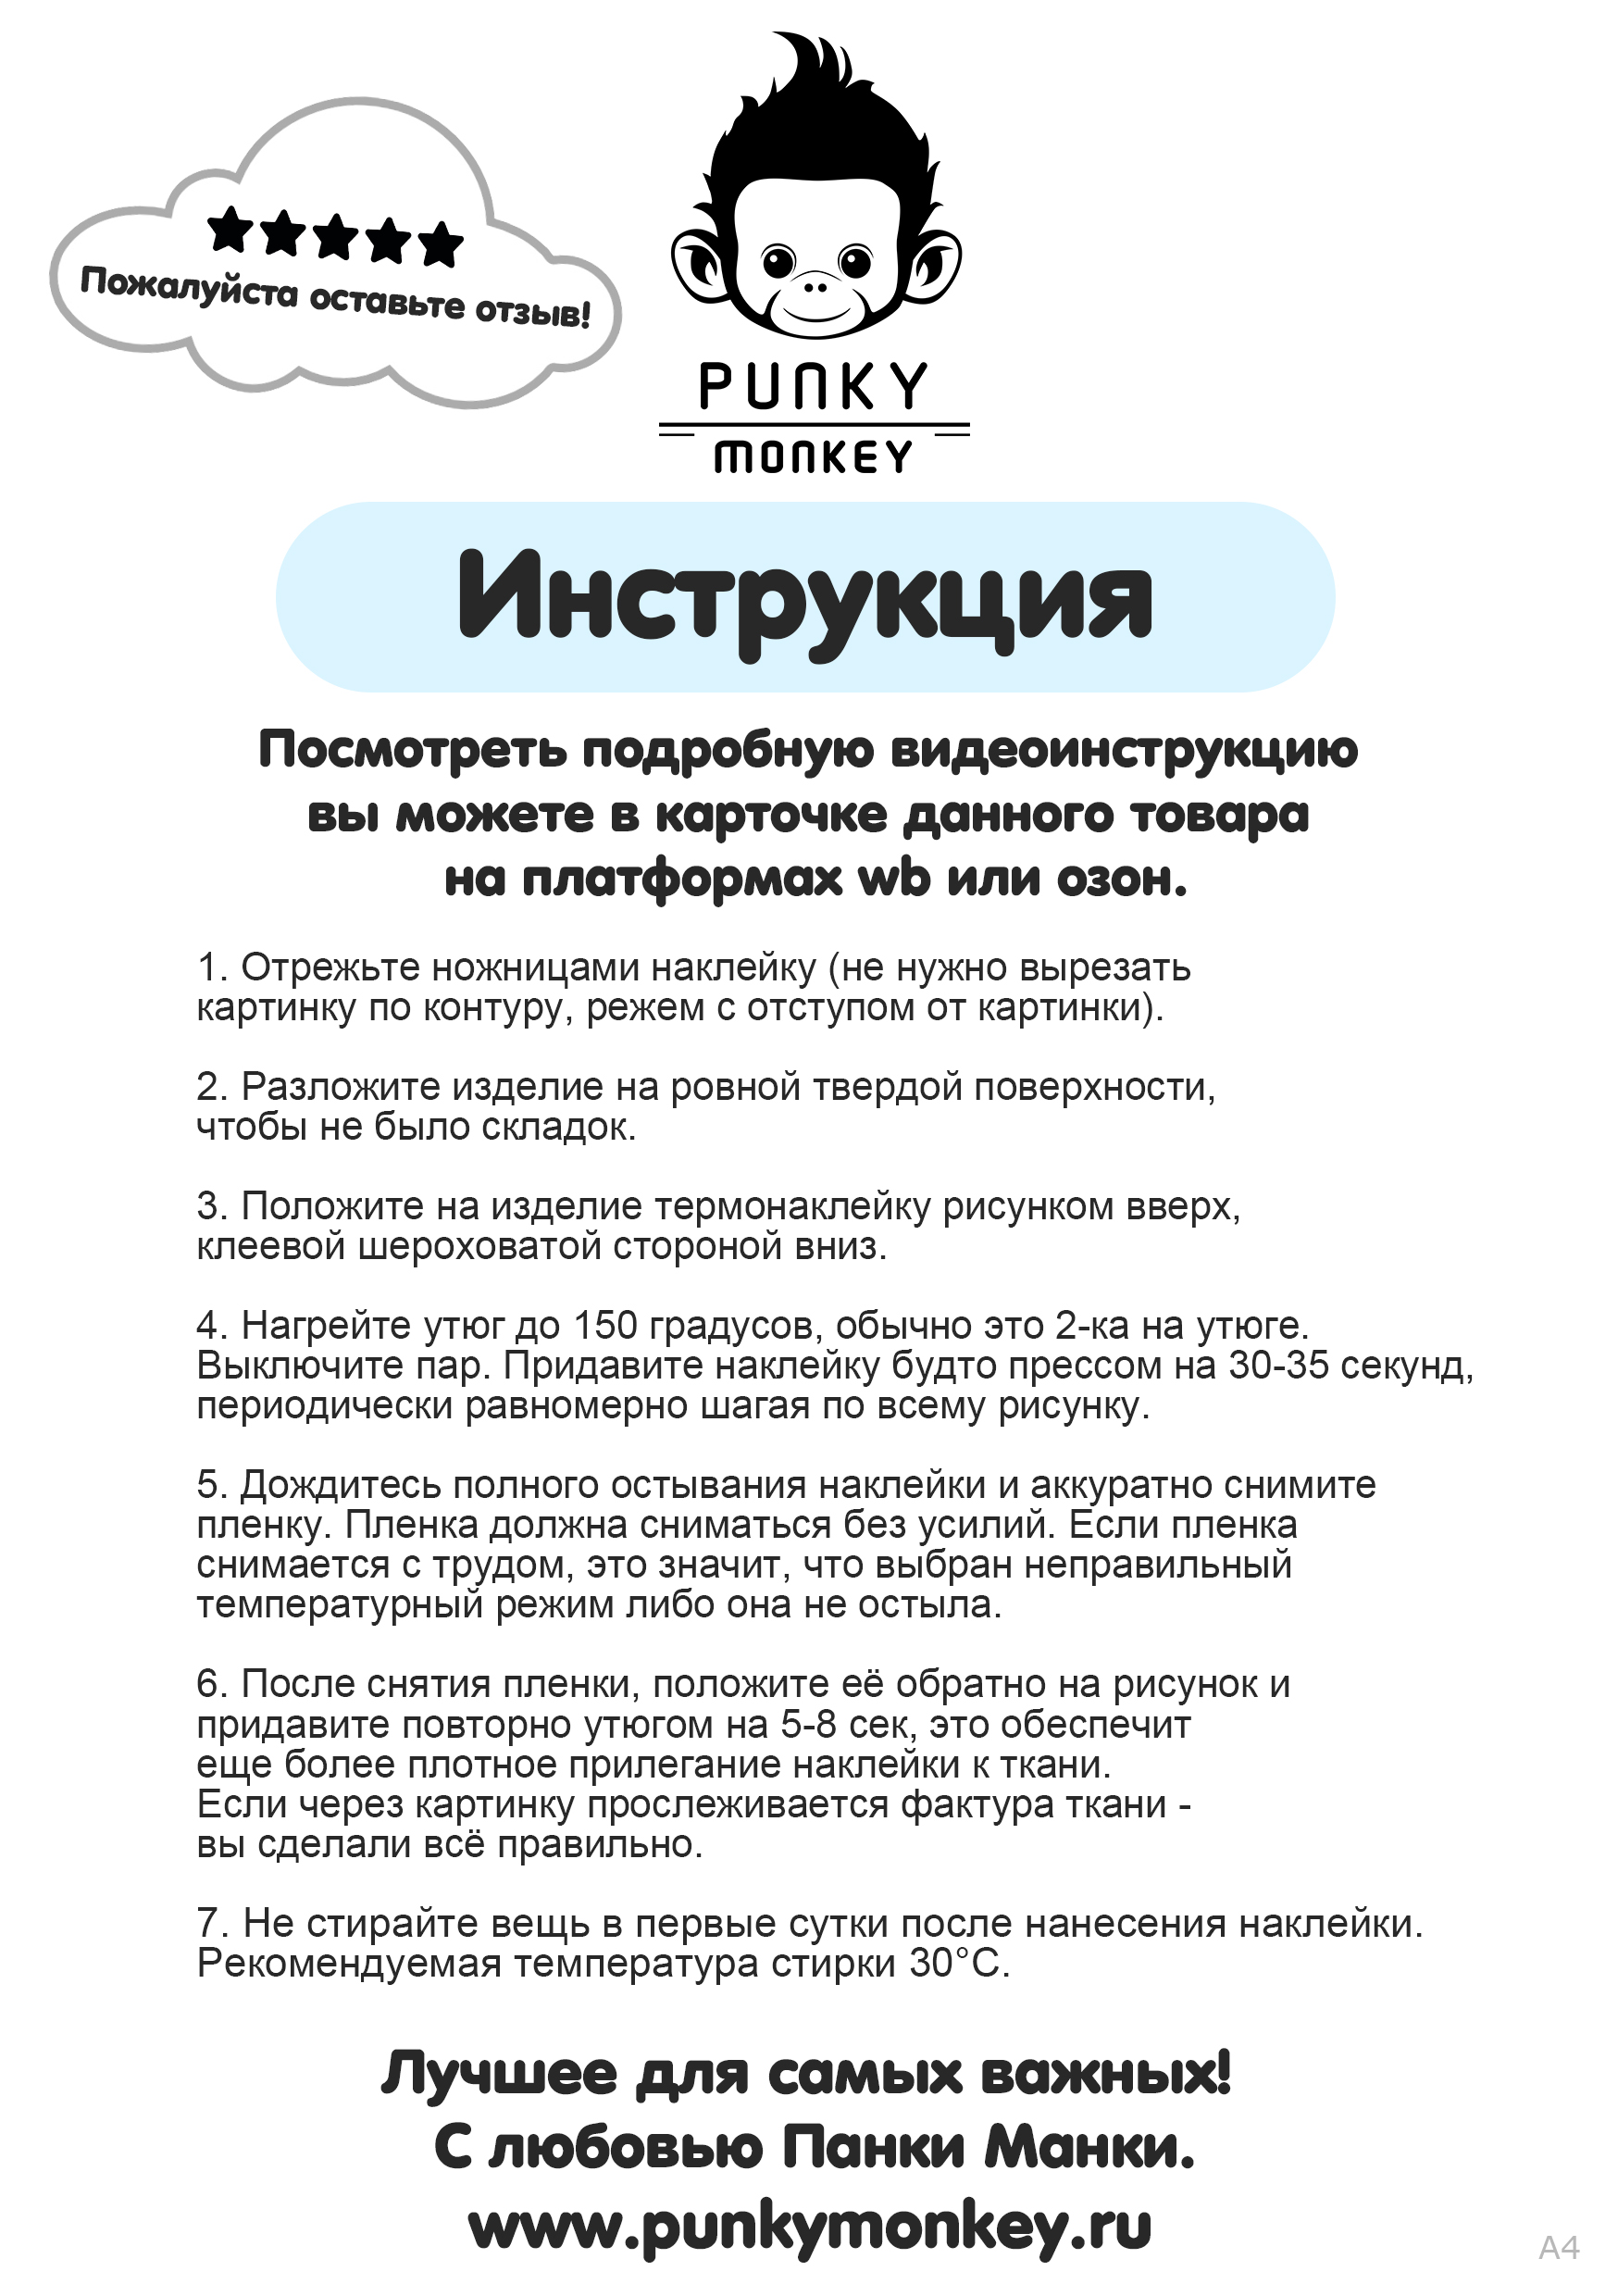 Пожалуйста оставьте отзыв!
PUNKY
MONKEY
Инструкция
Посмотреть подробную видеоинструкцию
вы можете в карточке данного товара
на платформах wb или озон.
1. Отрежьте ножницами наклейку (не нужно вырезать
картинку по контуру, режем с отступом от картинки).
2. Разложите изделие на ровной твердой поверхности,
чтобы не было складок.
3. Положите на изделие термонаклейку рисунком вверх,
клеевой шероховатой стороной вниз.
4. Нагрейте утюг до 150 градусов, обычно это 2-ка на утюге.
Выключите пар. Придавите наклейку будто прессом на 30-35 секунд,
периодически равномерно шагая по всему рисунку.
5. Дождитесь полного остывания наклейки и аккуратно снимите
пленку. Пленка должна сниматься без усилий. Если пленка
снимается с трудом, это значит, что выбран неправильный
температурный режим либо она не остыла.
6. После снятия пленки, положите её обратно на рисунок и
придавите повторно утюгом на 5-8 сек, это обеспечит
еще более плотное прилегание наклейки к ткани.
Если через картинку прослеживается фактура ткани -
вы сделали всё правильно.
7. Не стирайте вещь в первые сутки после нанесения наклейки.
Рекомендуемая температура стирки 30°С.
Лучшее для самых важных!
С любовью Панки Манки.
www.punkymonkey.ru
A4